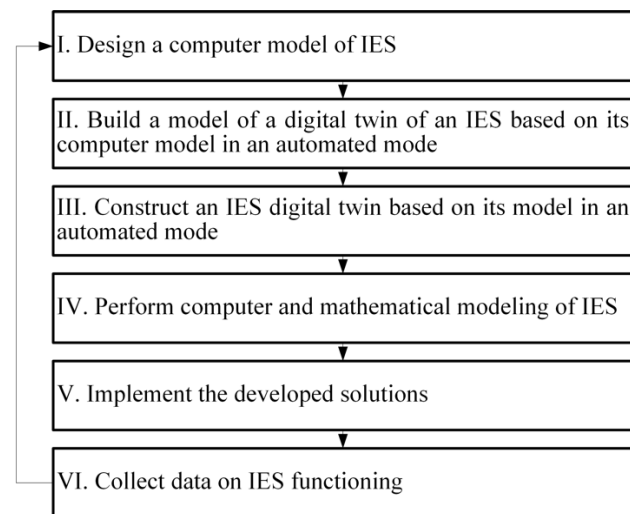 I. Design a computer model of IES
II. Build a model of a digital twin of an IES based on its
computer model in an automated mode
III. Construct an IES digital twin based on its model in an
automated mode
IV. Perform computer and mathematical modeling of IES
V. Implement the developed solutions
VI. Collect data on IES functioning